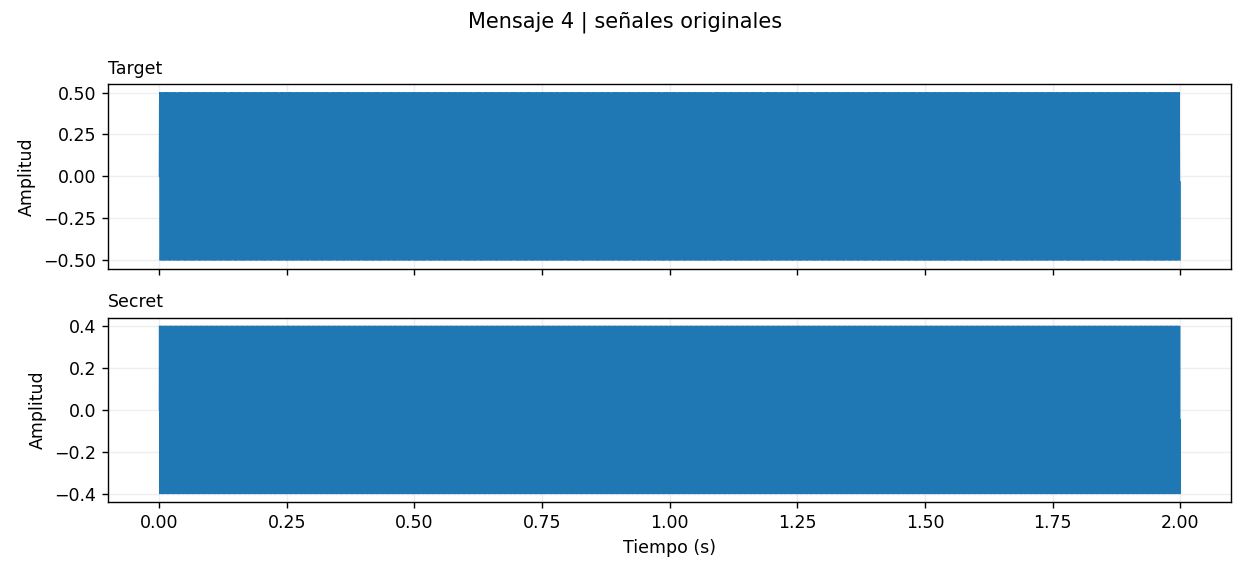 Mensaje 4 | señales originales
Target
0.50
0.25
0.00
−0.25
−0.50
Amplitud
Secret
0.4
0.2
0.0
−0.2
−0.4
Amplitud
0.00 0.25 0.50 0.75 1.00 1.25 1.50 1.75 2.00
Tiempo (s)